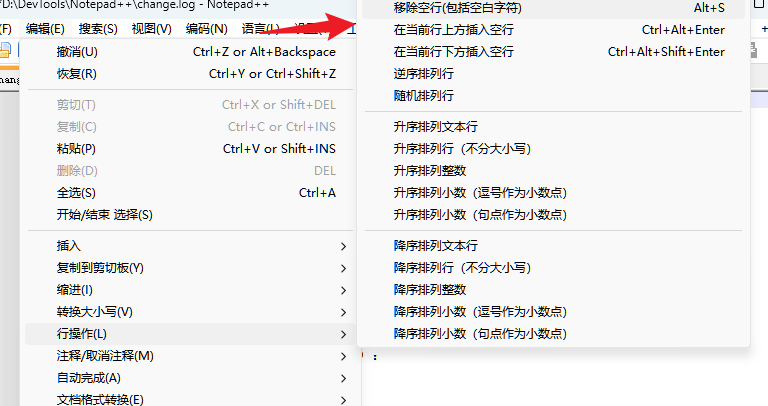 *D:\DevTools\Notepad++\change.log - Notepad++
(F) 编辑(E) 搜索(S) 视图(V) 编码(N) 语言(L)
撤消(U) Ctrl+Z or Alt+Backspace
恢复(R) Ctrl+Y or Ctrl+Shift+Z
剪切(T) Ctrl+X or Shift+DEL
复制(C) Ctrl+C or Ctrl+INS
粘贴(P) Ctrl+V or Shift+INS
删除(D) DEL
全选(S) Ctrl+A
开始/结束 选择(S)
插入
复制到剪切板(Y)
缩进(I)
转换大小写(V)
行操作(L)
注释/取消注释(M)
自动完成(A)
文档格式转换(E)
移除空行(包括空白字符) Alt+S
在当前行上方插入空行 Ctrl+Alt+Enter
在当前行下方插入空行 Ctrl+Alt+Shift+Enter
逆序排列行
随机排列行
升序排列文本行
升序排列行（不分大小写）
升序排列整数
升序排列小数（逗号作为小数点）
升序排列小数（句点作为小数点）
降序排列文本行
降序排列行（不分大小写）
降序排列整数
降序排列小数（逗号作为小数点）
降序排列小数（句点作为小数点）